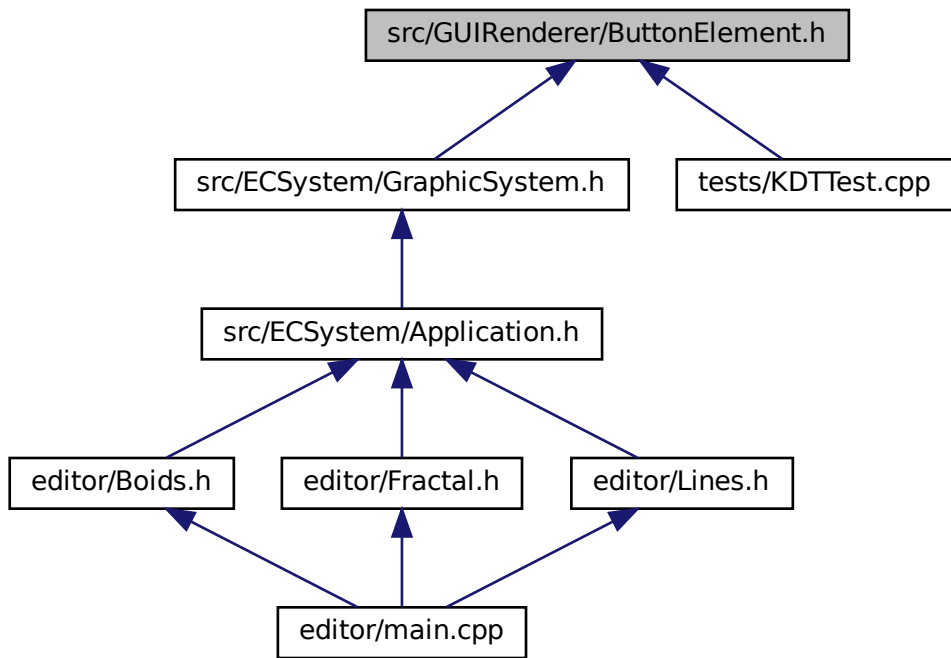 src/GUIRenderer/ButtonElement.h
src/ECSystem/GraphicSystem.h
tests/KDTTest.cpp
src/ECSystem/Application.h
editor/Boids.h
editor/Fractal.h
editor/Lines.h
editor/main.cpp